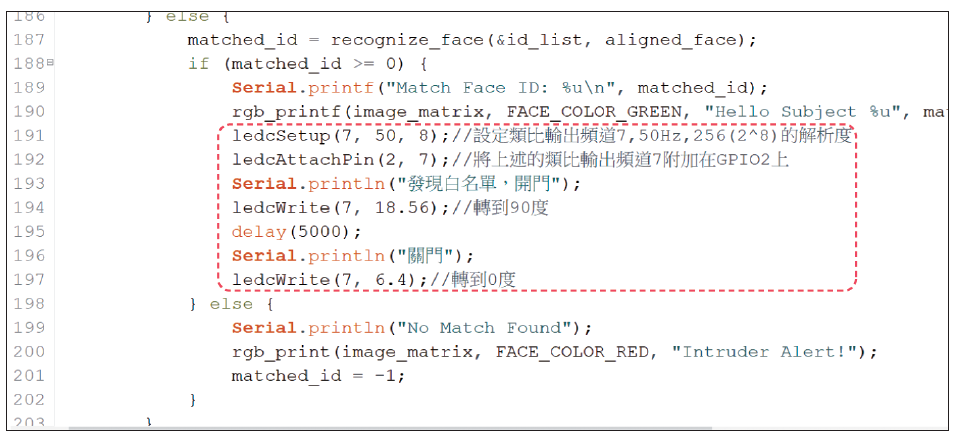 186 } else {
187 matched_id = recognize_face(&id_list, aligned_face);
188 if (matched_id >= 0) {
189 Serial.printf("Match Face ID: %u\n", matched_id);
190 rgb_printf(image_matrix, FACE_COLOR_GREEN, "Hello Subject %u", mat
191 ledcSetup(7, 50, 8);//設定類比輸出頻道7,50Hz,256(2^8)的解析度
192 ledcAttachPin(2, 7);//將上述的類比輸出頻道7附加在GPIO2上
193 Serial.println("發現白名單，開門");
194 ledcWrite(7, 18.56);//轉到90度
195 delay(5000);
196 Serial.println("關門");
197 ledcWrite(7, 6.4);//轉到0度
198 } else {
199 Serial.println("No Match Found");
200 rgb_print(image_matrix, FACE_COLOR_RED, "Intruder Alert!");
201 matched_id = -1;
202 }
203 }